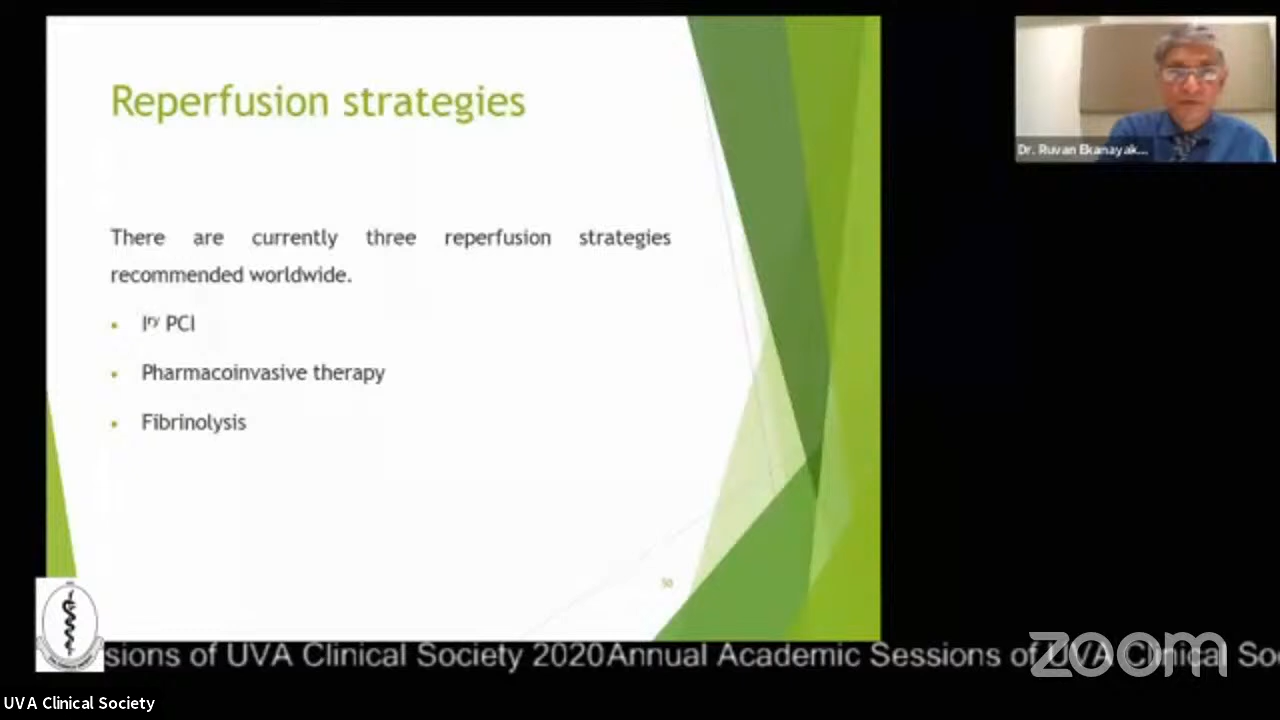 Reperfusion strategies
There are currently three reperfusion strategies
recommended worldwide.
• Iry PCI
• Pharmacoinvasive therapy
• Fibrinolysis
Dr. Ruvan Ekanayak...
sions of UVA Clinical Society 2020Annual Academic Sessions of UVA Clinical So
zoom
UVA Clinical Society